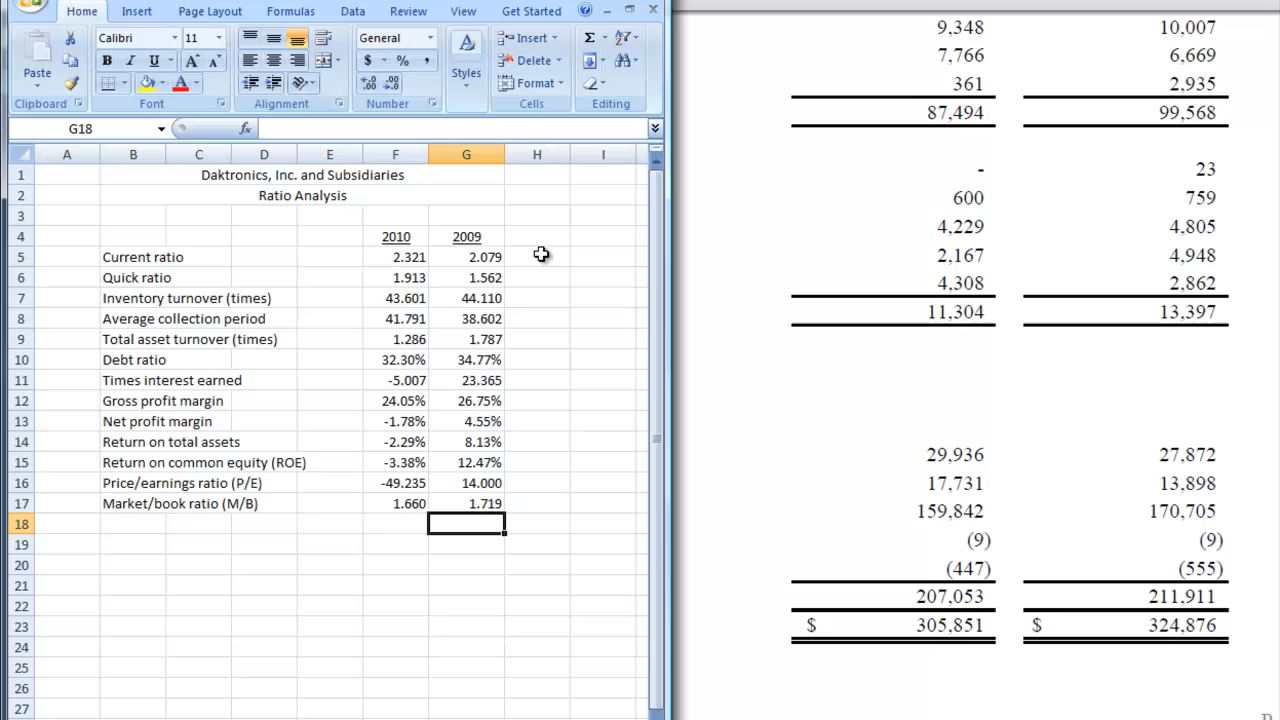 Home Insert Page Layout Formulas Data Review View Get Started
Calibri 11 General Insert Σ
B I U A A $ % , Delete
Paste Styles
A A Format
Clipboard Font Alignment Number Cells Editing
G18 fx
A B C D E F G H I
1 Daktronics, Inc. and Subsidiaries
2 Ratio Analysis
3
4 2010 2009
5 Current ratio 2.321 2.079
6 Quick ratio 1.913 1.562
7 Inventory turnover (times) 43.601 44.110
8 Average collection period 41.791 38.602
9 Total asset turnover (times) 1.286 1.787
10 Debt ratio 32.30% 34.77%
11 Times interest earned -5.007 23.365
12 Gross profit margin 24.05% 26.75%
13 Net profit margin -1.78% 4.55%
14 Return on total assets -2.29% 8.13%
15 Return on common equity (ROE) -3.38% 12.47%
16 Price/earnings ratio (P/E) -49.235 14.000
17 Market/book ratio (M/B) 1.660 1.719
18
19
20
21
22
23
24
25
26
27
9,348 10,007
7,766 6,669
361 2,935
87,494 99,568
- 23
600 759
4,229 4,805
2,167 4,948
4,308 2,862
11,304 13,397
29,936 27,872
17,731 13,898
159,842 170,705
(9) (9)
(447) (555)
207,053 211,911
$ 305,851 $ 324,876